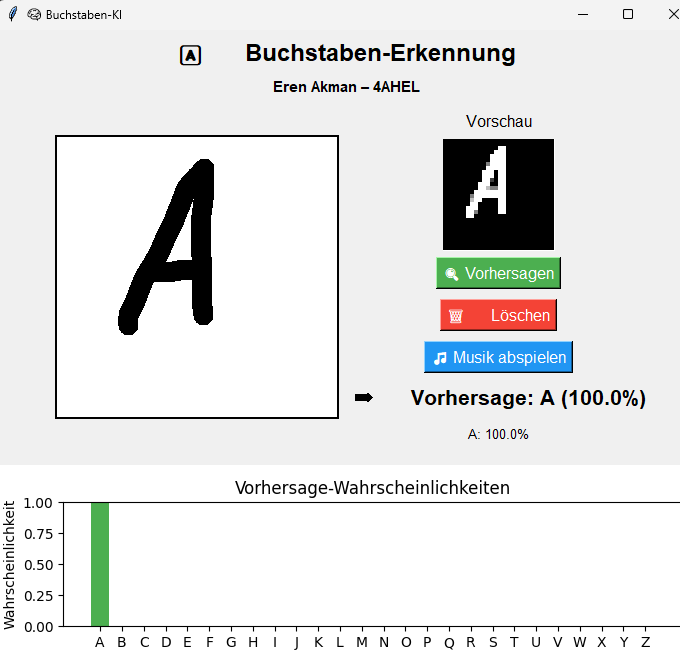 Buchstaben-KI
A Buchstaben-Erkennung
Eren Akman – 4AHEL
Vorschau
A
A
Vorhersagen
Löschen
Musik abspielen
Vorhersage: A (100.0%)
A: 100.0%
Vorhersage-Wahrscheinlichkeiten
Wahrscheinlichkeit
1.00
0.75
0.50
0.25
0.00
A B C D E F G H I J K L M N O P Q R S T U V W X Y Z